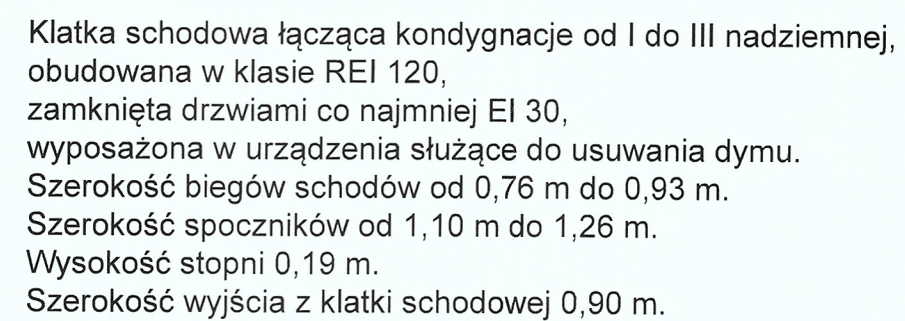 Klatka schodowa łącząca kondygnacje od I do III nadziemnej,
obudowana w klasie REI 120,
zamknięta drzwiami co najmniej EI 30,
wyposażona w urządzenia służące do usuwania dymu.
Szerokość biegów schodów od 0,76 m do 0,93 m.
Szerokość spoczników od 1,10 m do 1,26 m.
Wysokość stopni 0,19 m.
Szerokość wyjścia z klatki schodowej 0,90 m.